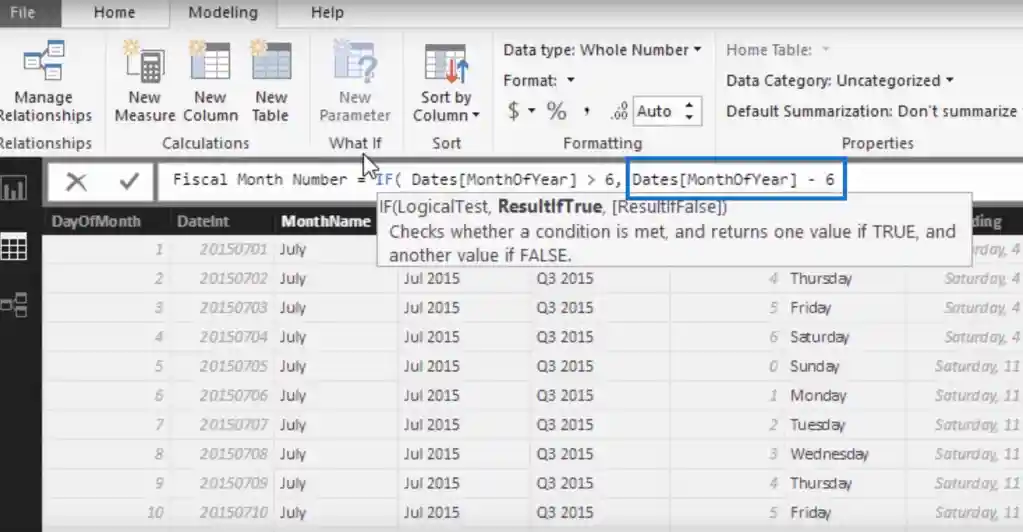 File Home Modeling Help
Manage Relationships
New Measure
New Column
New Table
New Parameter
Sort by Column
Data type: Whole Number
Format:
$ % , .00 Auto
Home Table:
Data Category: Uncategorized
Default Summarization: Don't summarize
Relationships Calculations What If Sort Formatting Properties
Fiscal Month Number = IF( Dates[MonthOfYear] > 6, Dates[MonthOfYear] - 6
IF(LogicalTest, ResultIfTrue, [ResultIfFalse])
Checks whether a condition is met, and returns one value if TRUE, and
another value if FALSE.
DayOfMonth DateInt MonthName
1 20150701 July
2 20150702 July Jul 2015 Q3 2015 4 Thursday Saturday, 4
3 20150703 July Jul 2015 Q3 2015 5 Friday Saturday, 4
4 20150704 July Jul 2015 Q3 2015 6 Saturday Saturday, 4
5 20150705 July Jul 2015 Q3 2015 0 Sunday Saturday, 11
6 20150706 July Jul 2015 Q3 2015 1 Monday Saturday, 11
7 20150707 July Jul 2015 Q3 2015 2 Tuesday Saturday, 11
8 20150708 July Jul 2015 Q3 2015 3 Wednesday Saturday, 11
9 20150709 July Jul 2015 Q3 2015 4 Thursday Saturday, 11
10 20150710 July Jul 2015 Q3 2015 5 Friday Saturday, 11